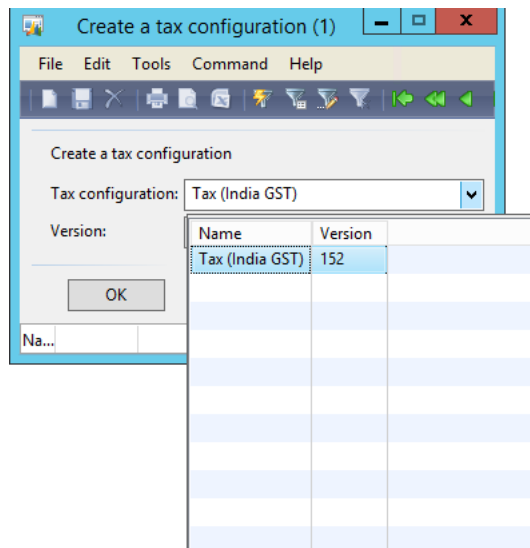 Create a tax configuration (1)
File Edit Tools Command Help
Create a tax configuration
Tax configuration: Tax (India GST)
Version:
Name Version
Tax (India GST) 152
OK
Na...